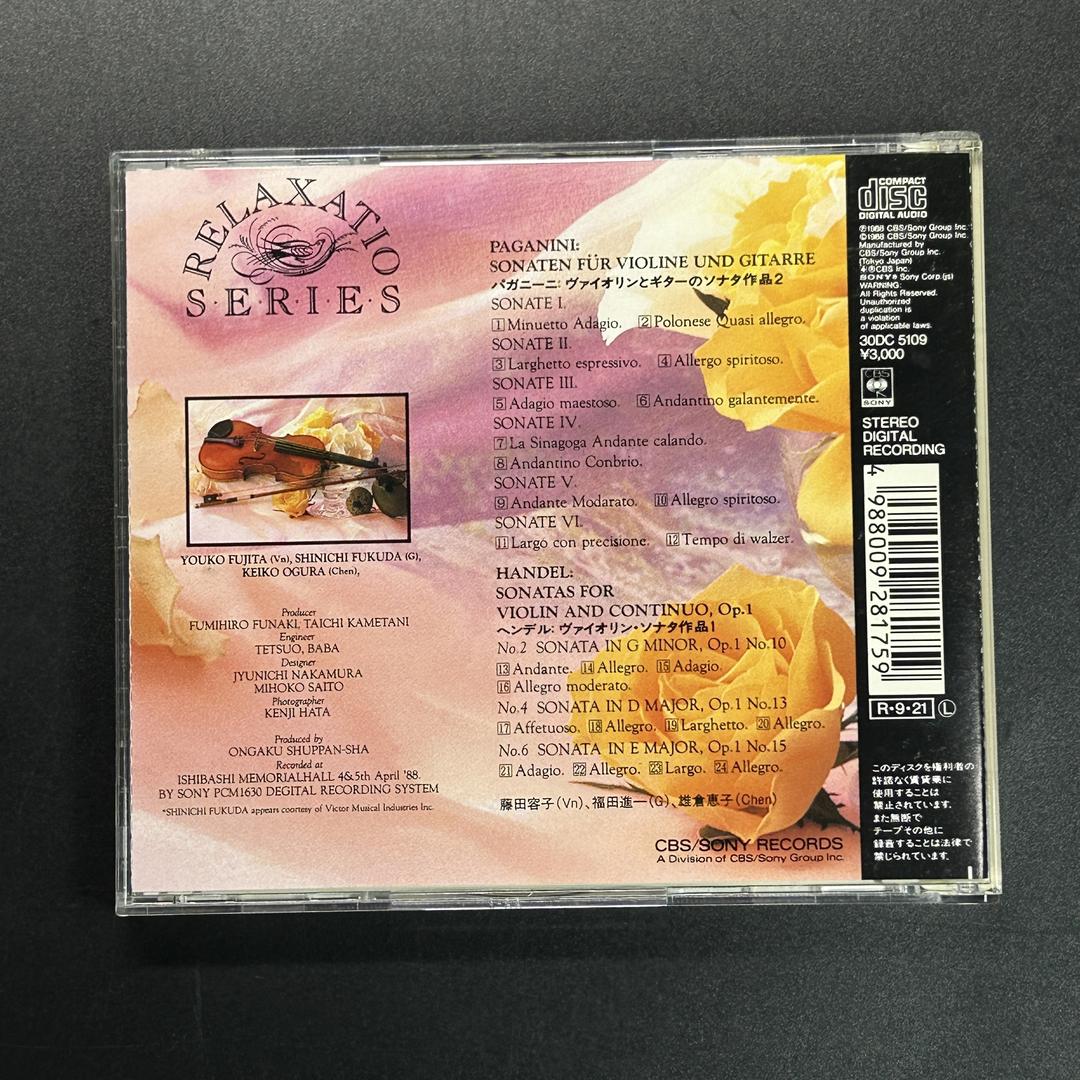 RELAXATIO
S·E·R·I·E·S
YOUKO FUJITA (Vn), SHINICHI FUKUDA (G),
KEIKO OGURA (Chen),
Producer
FUMIHIRO FUNAKI, TAICHI KAMETANI
Engineer
TETSUO, BABA
Designer
JYUNICHI NAKAMURA
MIHOKO SAITO
Photographer
KENJI HATA
Produced by
ONGAKU SHUPPAN-SHA
Recorded at
ISHIBASHI MEMORIALHALL 4&5th April '88.
BY SONY PCM1630 DEGITAL RECORDING SYSTEM
*SHINICHI FUKUDA appears courtesy of Victor Musical Industries Inc.
PAGANINI:
SONATEN FÜR VIOLINE UND GITARRE
パガニーニ: ヴァイオリンとギターのソナタ作品2
SONATE I.
1 Minuetto Adagio. 2 Polonese Quasi allegro.
SONATE II.
3 Larghetto espressivo. 4 Allergo spiritoso.
SONATE III.
5 Adagio maestoso. 6 Andantino galantemente.
SONATE IV.
7 La Sinagoga Andante calando.
8 Andantino Conbrio.
SONATE V.
9 Andante Modarato. 10 Allegro spiritoso.
SONATE VI.
11 Largo con precisione. 12 Tempo di walzer.
HANDEL:
SONATAS FOR
VIOLIN AND CONTINUO, Op.1
ヘンデル: ヴァイオリン・ソナタ作品1
No.2 SONATA IN G MINOR, Op.1 No.10
13 Andante. 14 Allegro. 15 Adagio.
16 Allegro moderato.
No.4 SONATA IN D MAJOR, Op.1 No.13
17 Affetuoso. 18 Allegro. 19 Larghetto. 20 Allegro.
No.6 SONATA IN E MAJOR, Op.1 No.15
21 Adagio. 22 Allegro. 23 Largo. 24 Allegro.
藤田容子(Vn)、福田進一(G)、雄倉恵子(Chen)
CBS/SONY RECORDS
A Division of CBS/Sony Group Inc.
COMPACT
disc
DIGITAL AUDIO
℗1988 CBS/Sony Group Inc.
©1988 CBS/Sony Group Inc.
Manufactured by
CBS/Sony Group Inc.
(Tokyo Japan)
®CBS Inc.
SONY® Sony Corp.(js)
WARNING:
All Rights Reserved.
Unauthorized
duplication is
a violation
of applicable laws.
30DC 5109
¥3,000
CBS
SONY
STEREO
DIGITAL
RECORDING
4 988009 281759
R·9·21 Ⓛ
このディスクを権利者の
許諾なく賃貸業に
使用することは
禁止されています。
また無断で
テープその他に
録音することは法律で
禁じられています。